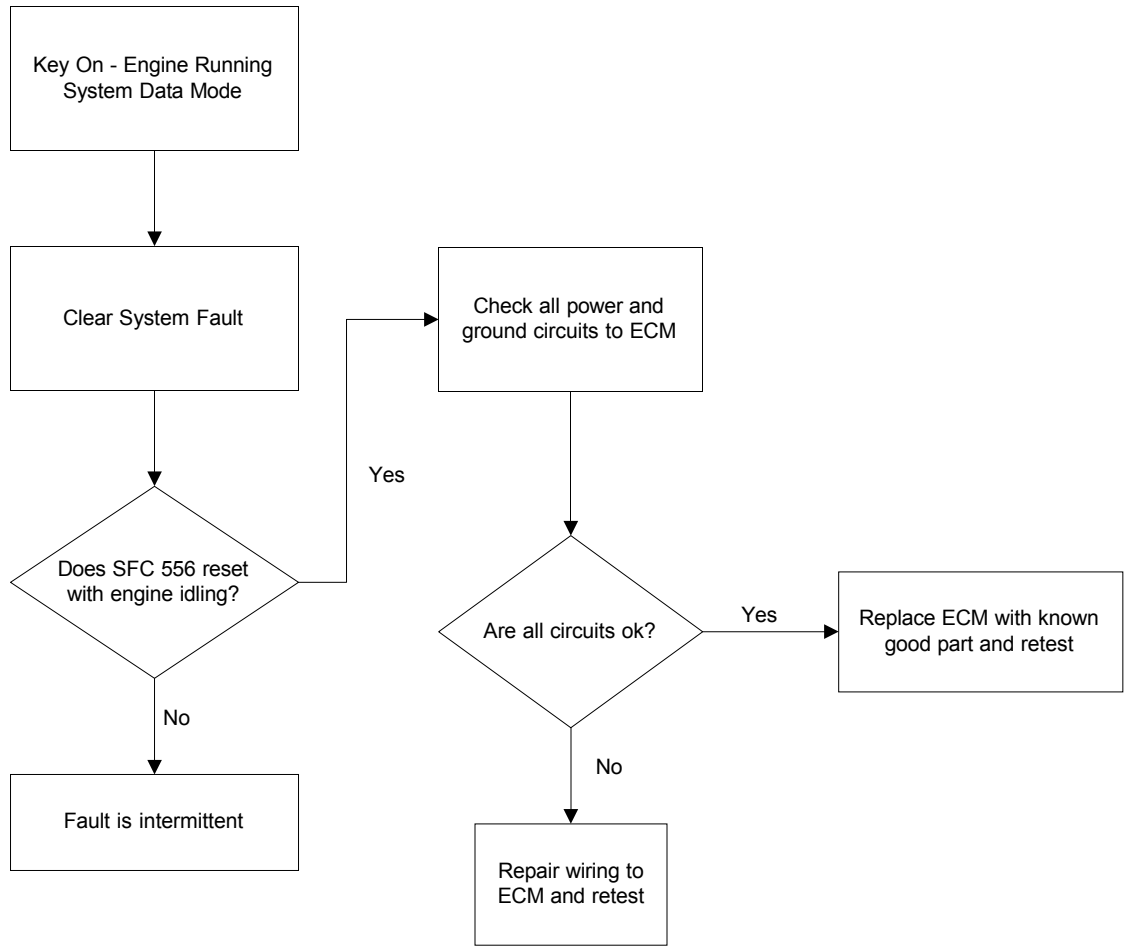 Key On - Engine Running
System Data Mode
Clear System Fault
Check all power and
ground circuits to ECM
Yes
Does SFC 556 reset
with engine idling?
Are all circuits ok?
Yes
Replace ECM with known
good part and retest
No
No
Fault is intermittent
Repair wiring to
ECM and retest